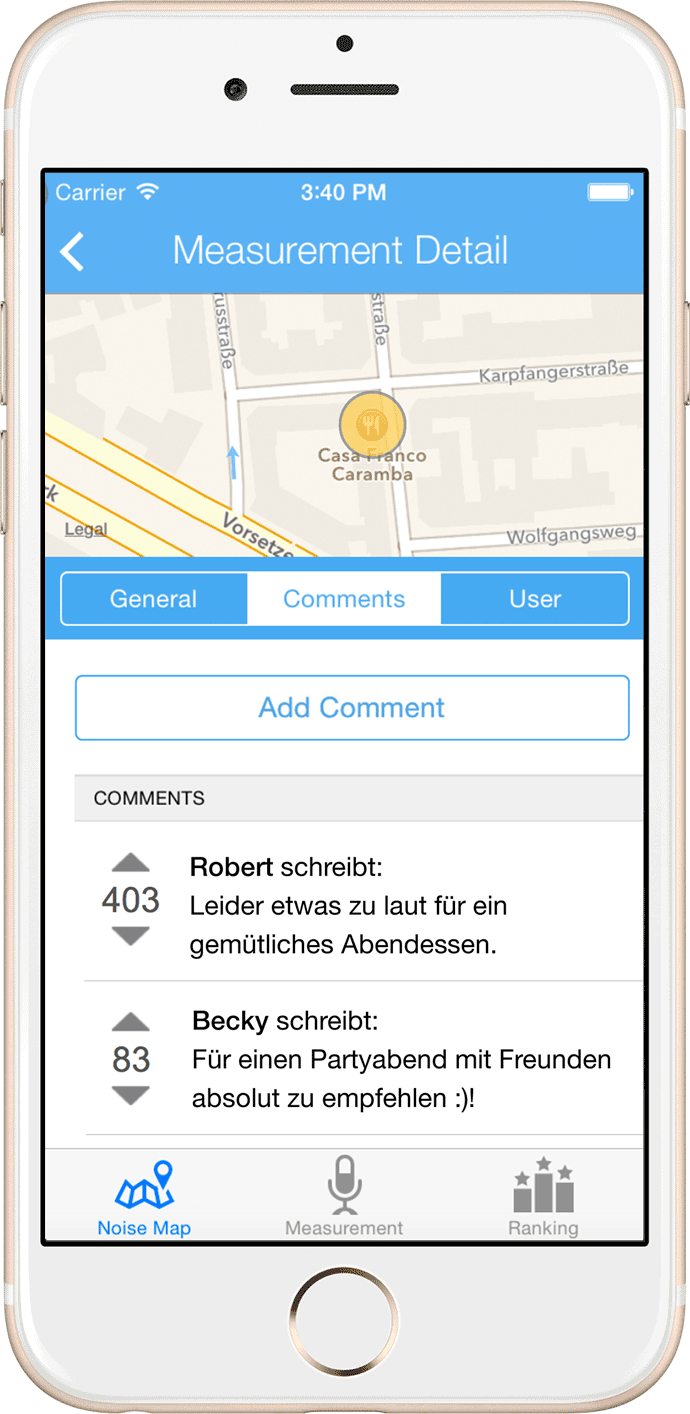 Carrier
3:40 PM
Measurement Detail
russtraße
straße
Karpfangerstraße
Casa Franco
Caramba
rk
Legal
Vorsetze
Wolfgangsweg
General
Comments
User
Add Comment
COMMENTS
403
Robert schreibt:
Leider etwas zu laut für ein
gemütliches Abendessen.
83
Becky schreibt:
Für einen Partyabend mit Freunden
absolut zu empfehlen :)!
Noise Map
Measurement
Ranking